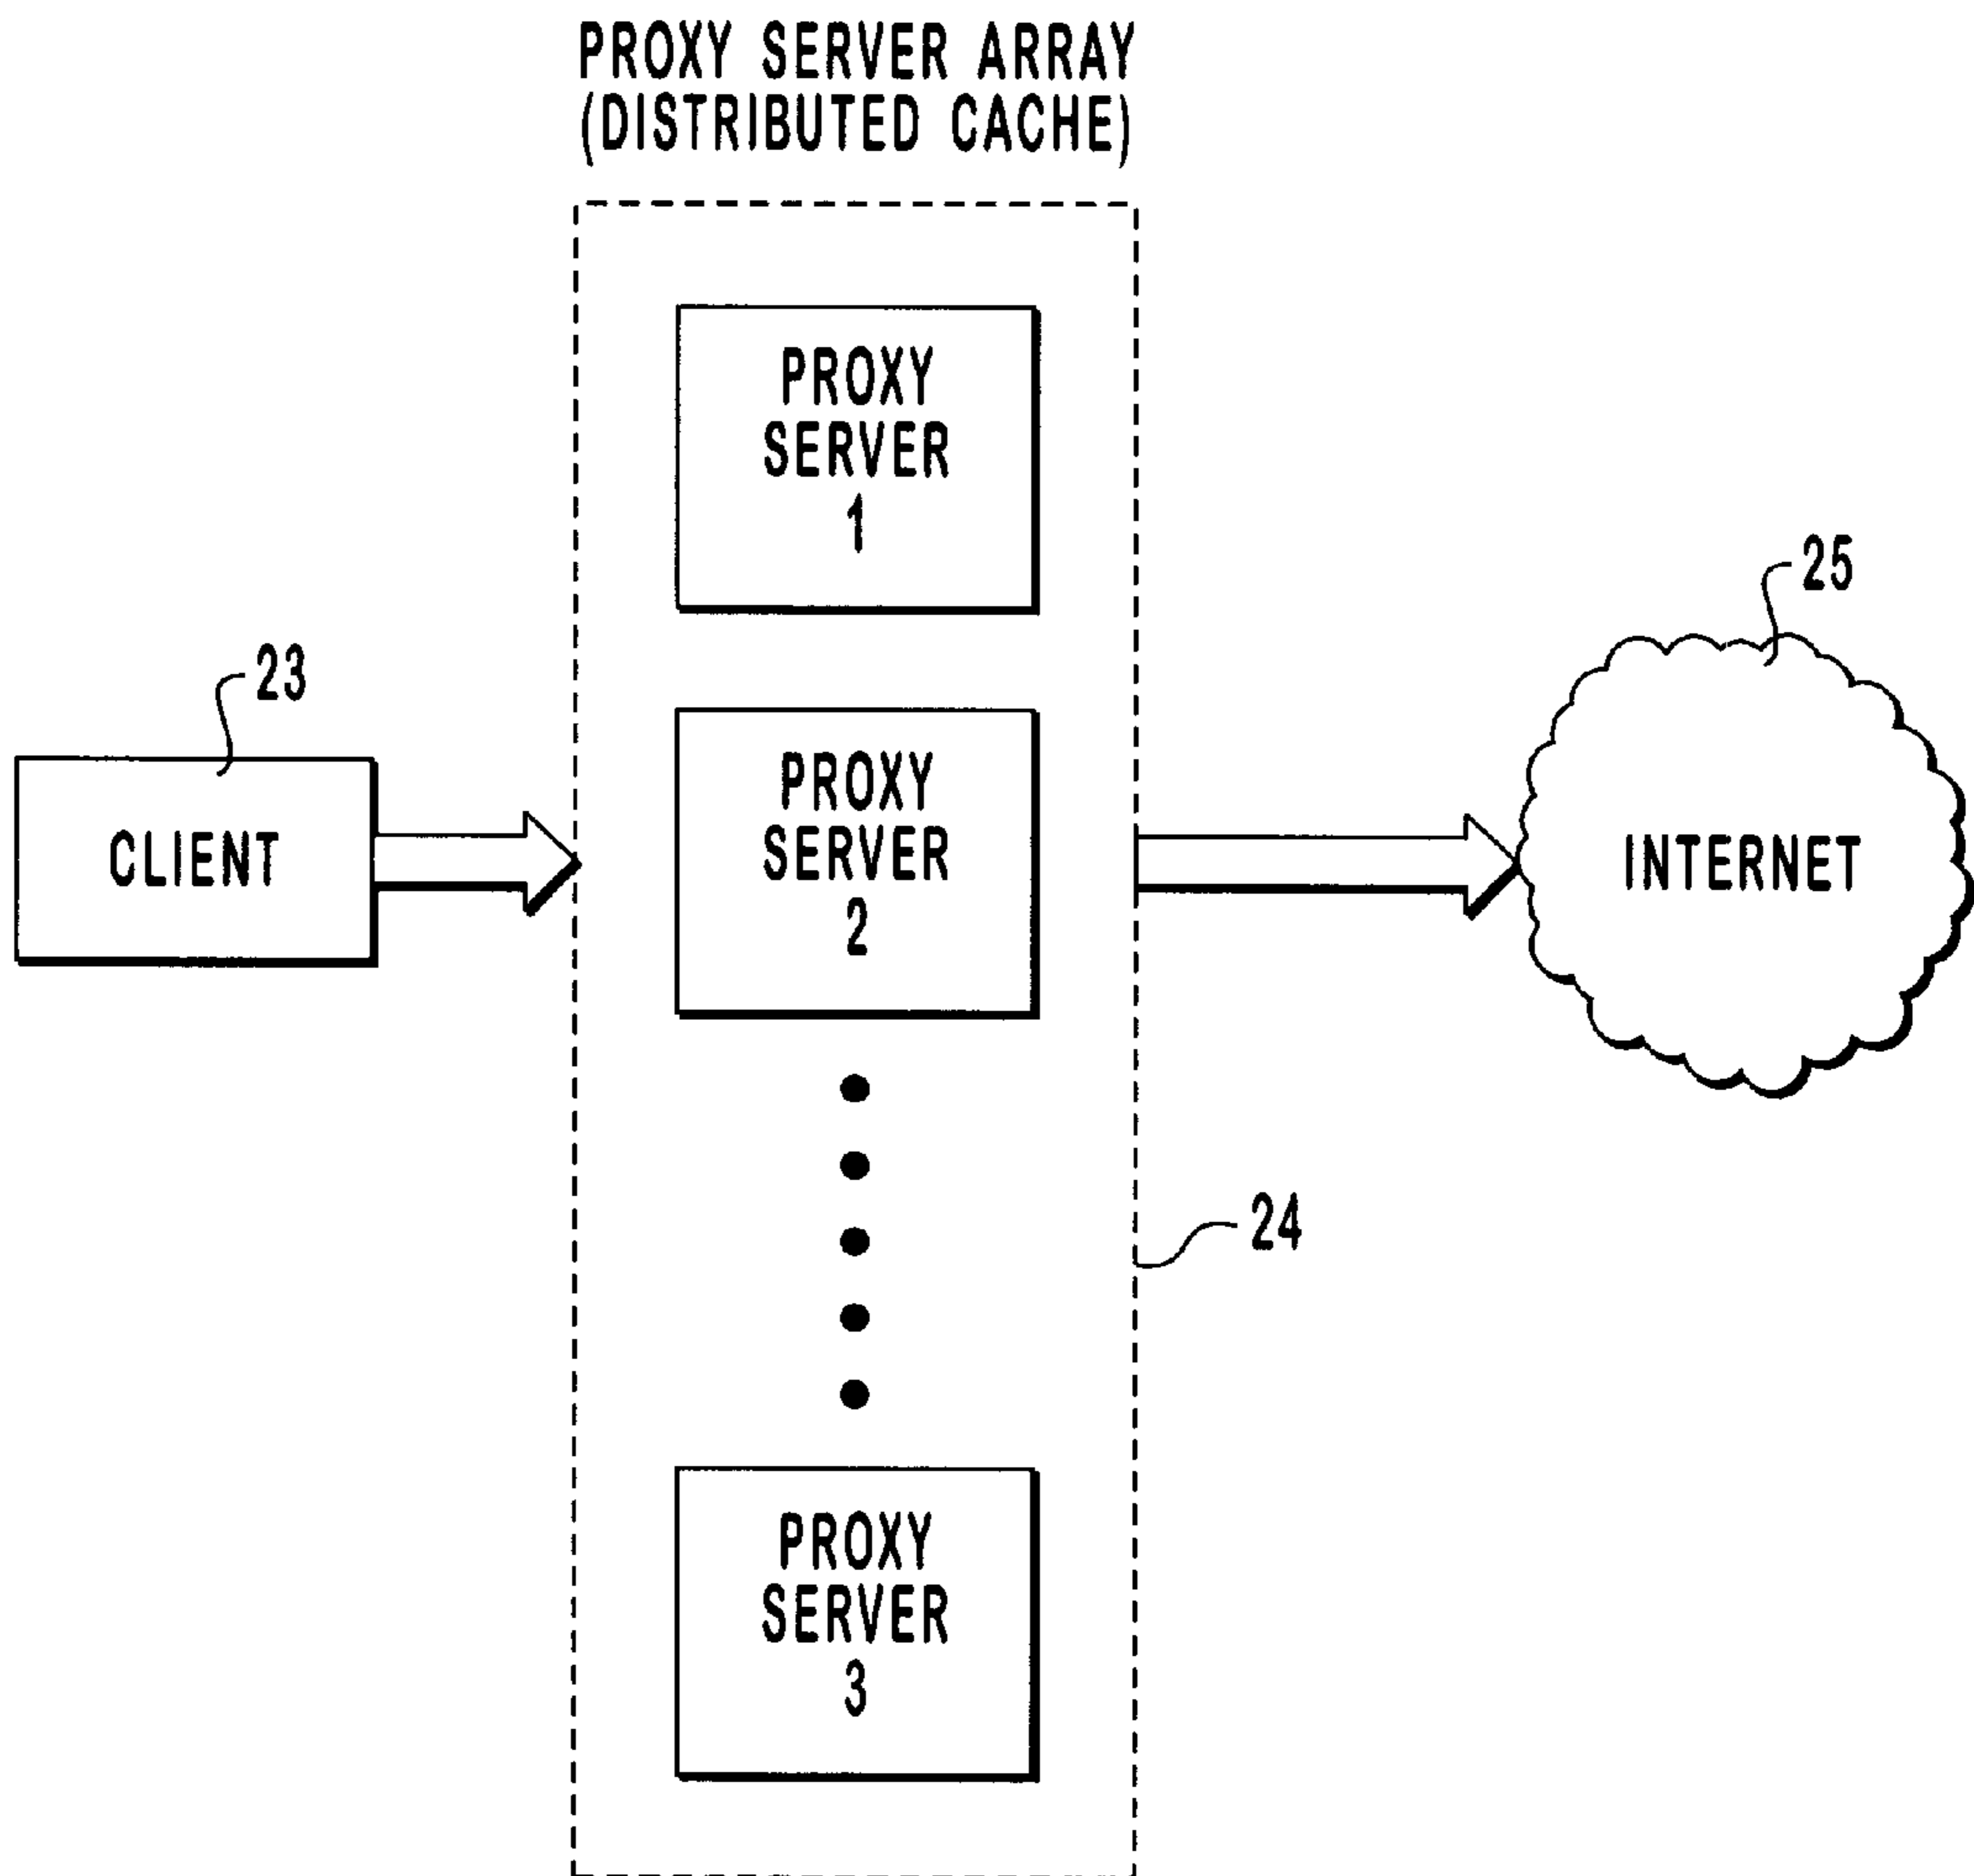 PROXY SERVER ARRAY
(DISTRIBUTED CACHE)
PROXY
SERVER
1
25
23
CLIENT
PROXY
SERVER
2
INTERNET
24
PROXY
SERVER
3